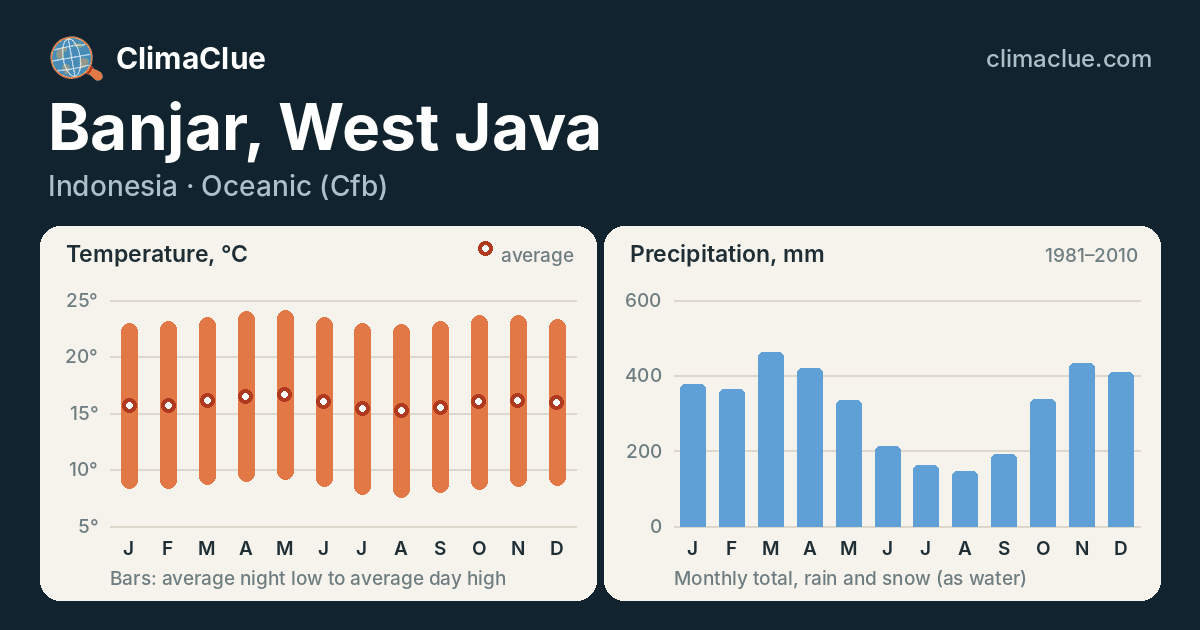 ClimaClue
climaclue.com
Banjar, West Java
Indonesia · Oceanic (Cfb)
Temperature, °C
average
25°
20°
15°
10°
5°
J F M A M J J A S O N D
Bars: average night low to average day high
Precipitation, mm
1981–2010
600
400
200
0
J F M A M J J A S O N D
Monthly total, rain and snow (as water)